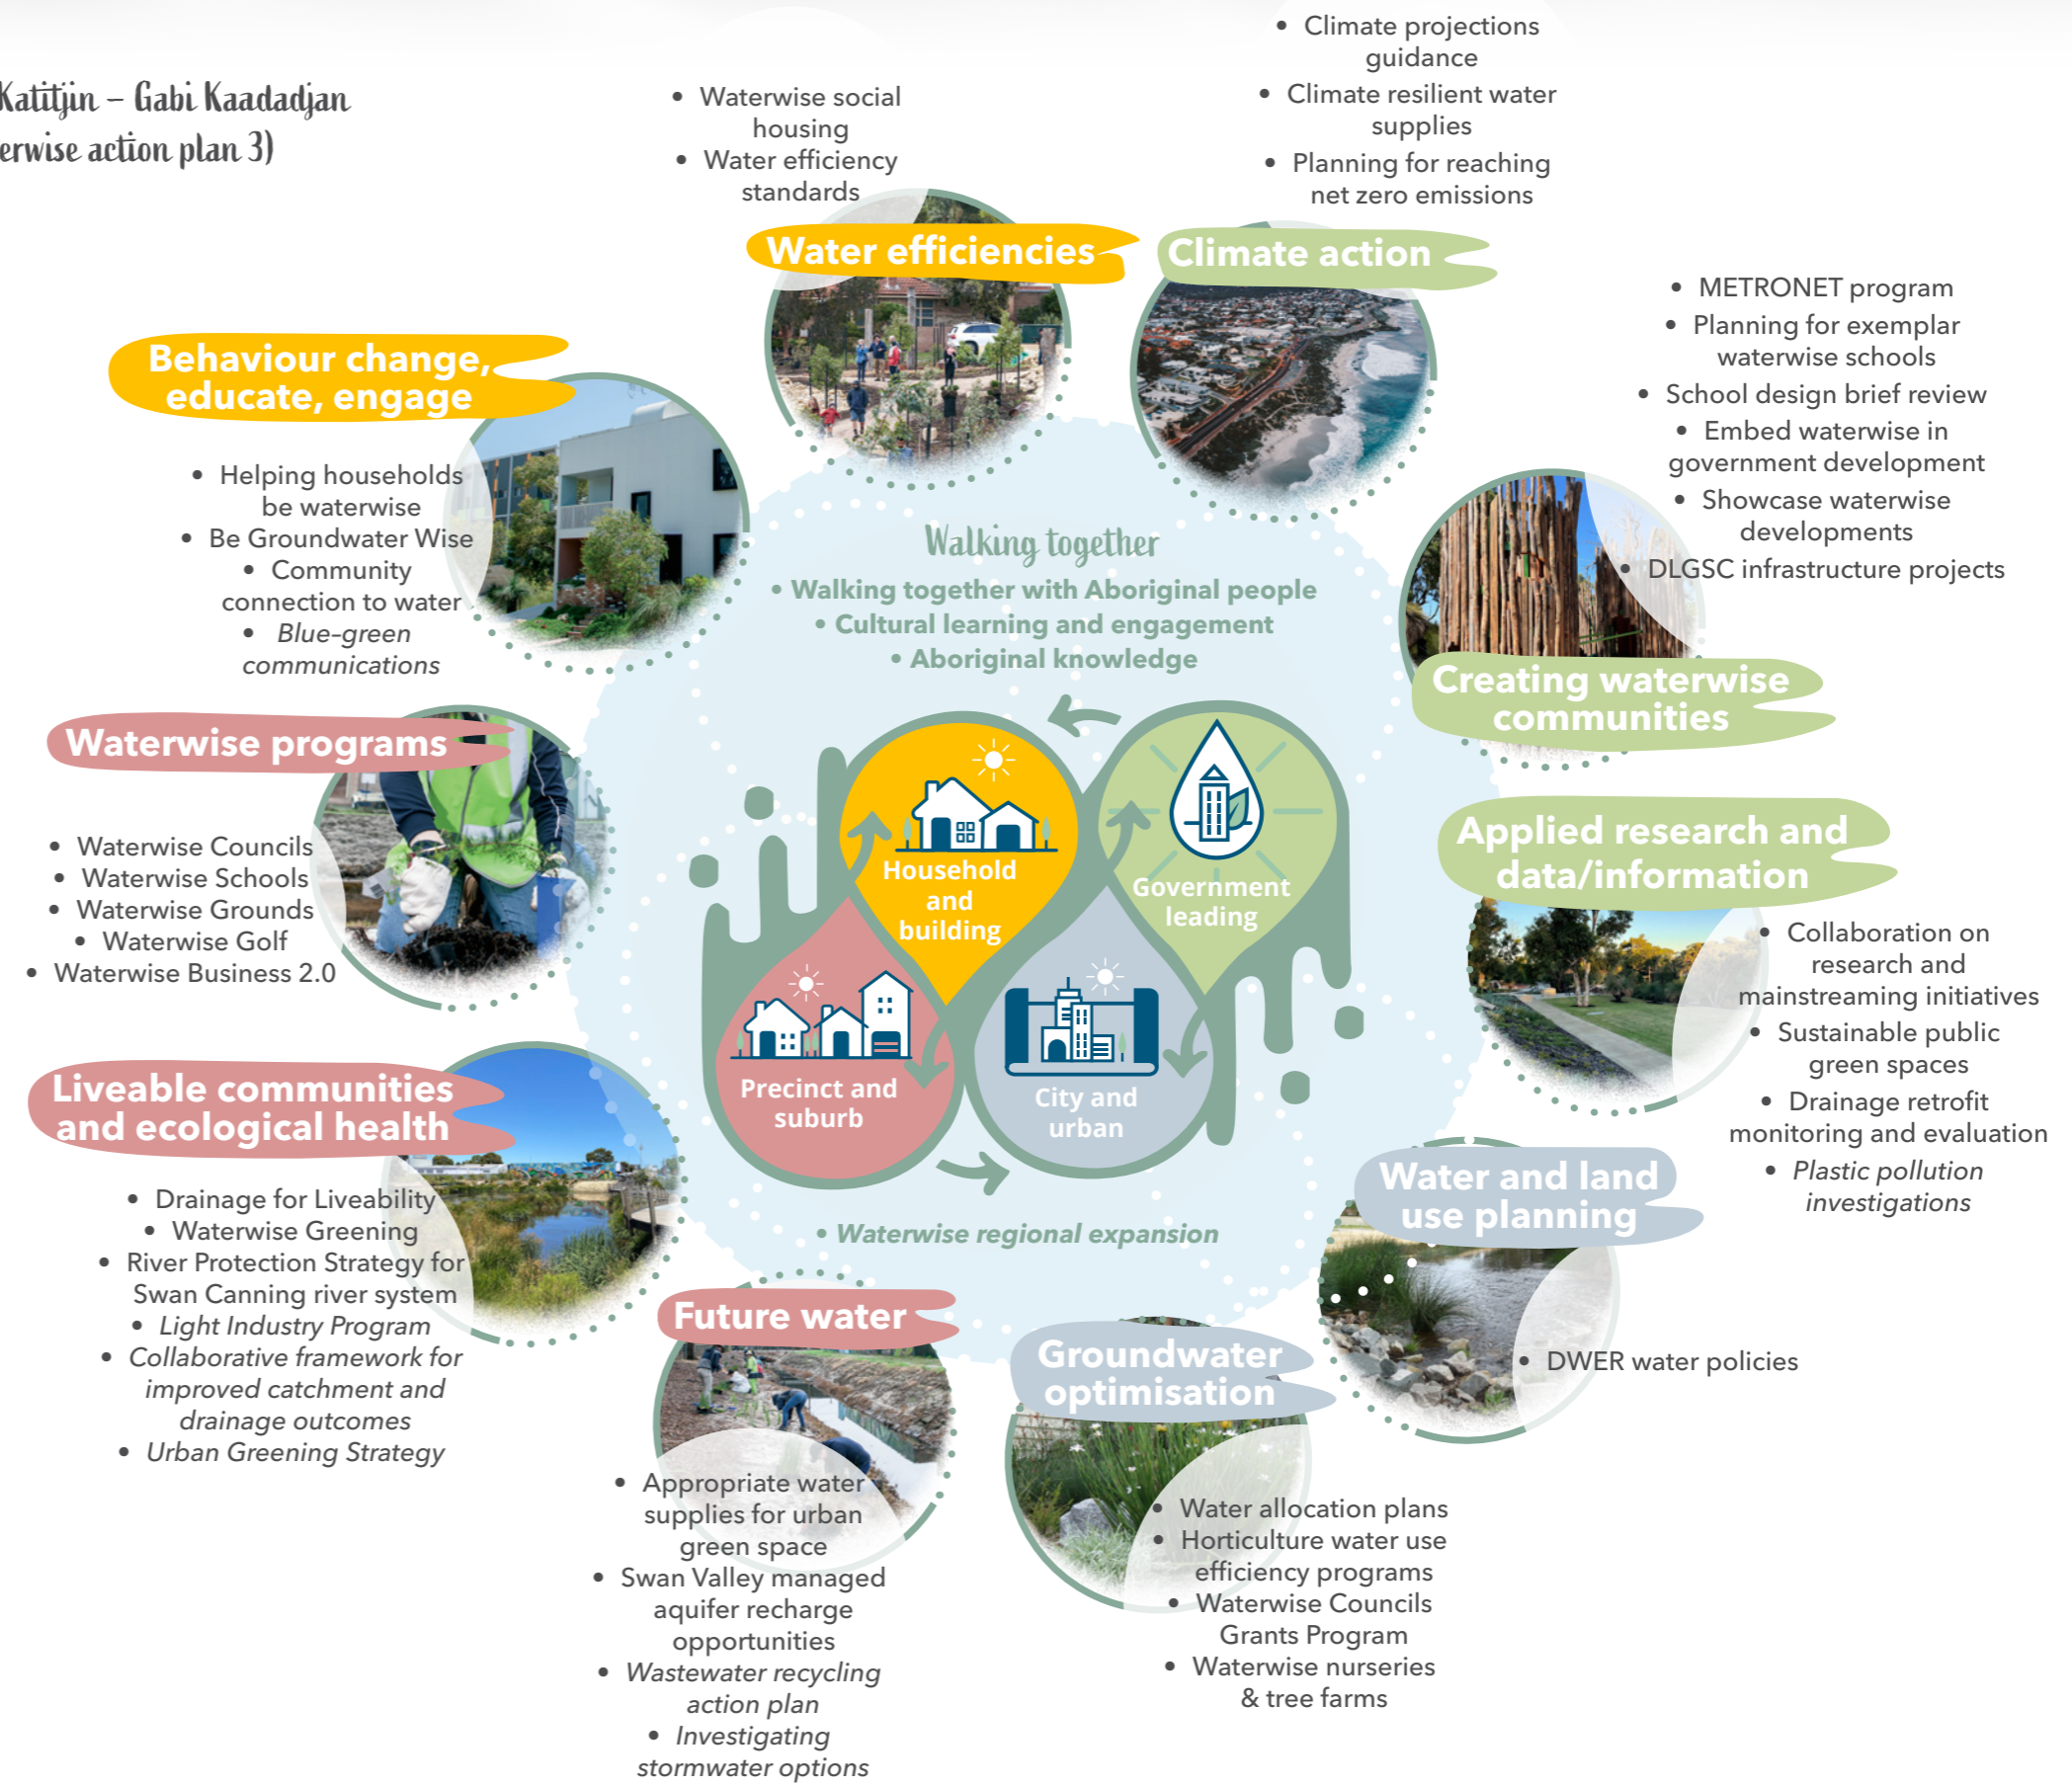 Katitjin – Gabi Kaadadjan
erwise action plan 3)
• Waterwise social
housing
• Water efficiency
standards
Water efficiencies
• Climate projections
guidance
• Climate resilient water
supplies
• Planning for reaching
net zero emissions
Climate action
• METRONET program
• Planning for exemplar
waterwise schools
• School design brief review
• Embed waterwise in
government development
• Showcase waterwise
developments
• DLGSC infrastructure projects
Creating waterwise
communities
Behaviour change,
educate, engage
• Helping households
be waterwise
• Be Groundwater Wise
• Community
connection to water
• Blue–green
communications
Walking together
• Walking together with Aboriginal people
• Cultural learning and engagement
• Aboriginal knowledge
Household
and
building
Government
leading
Precinct and
suburb
City and
urban
• Waterwise regional expansion
Waterwise programs
• Waterwise Councils
• Waterwise Schools
• Waterwise Grounds
• Waterwise Golf
• Waterwise Business 2.0
Applied research and
data/information
• Collaboration on
research and
mainstreaming initiatives
• Sustainable public
green spaces
• Drainage retrofit
monitoring and evaluation
• Plastic pollution
investigations
Liveable communities
and ecological health
• Drainage for Liveability
• Waterwise Greening
• River Protection Strategy for
Swan Canning river system
• Light Industry Program
• Collaborative framework for
improved catchment and
drainage outcomes
• Urban Greening Strategy
Water and land
use planning
• DWER water policies
Future water
• Appropriate water
supplies for urban
green space
• Swan Valley managed
aquifer recharge
opportunities
• Wastewater recycling
action plan
• Investigating
stormwater options
Groundwater
optimisation
• Water allocation plans
• Horticulture water use
efficiency programs
• Waterwise Councils
Grants Program
• Waterwise nurseries
& tree farms